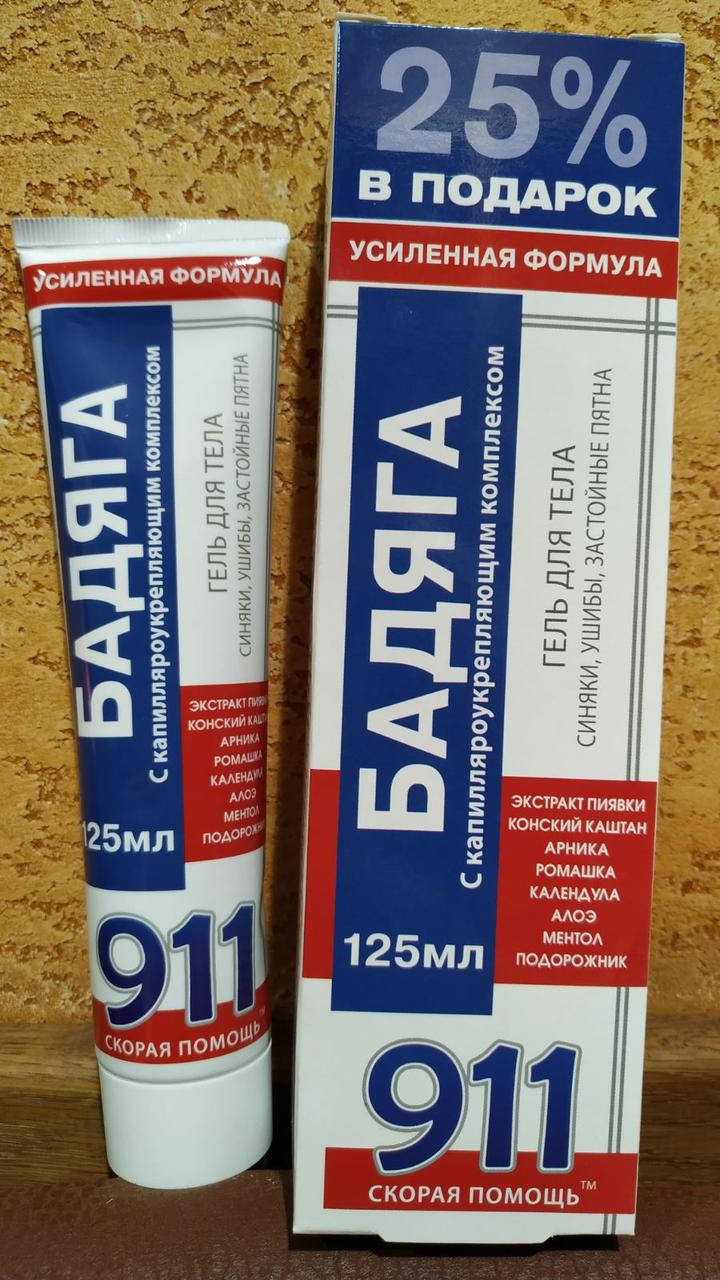 УСИЛЕННАЯ ФОРМУЛА
БАДЯГА
С капилляроукрепляющим комплексом
ГЕЛЬ ДЛЯ ТЕЛА
СИНЯКИ, УШИБЫ, ЗАСТОЙНЫЕ ПЯТНА
ЭКСТРАКТ ПИЯВКИ
КОНСКИЙ КАШТАН
АРНИКА
РОМАШКА
КАЛЕНДУЛА
АЛОЭ
МЕНТОЛ
ПОДОРОЖНИК
125мл
911
СКОРАЯ ПОМОЩЬ™
25%
В ПОДАРОК
УСИЛЕННАЯ ФОРМУЛА
БАДЯГА
С капилляроукрепляющим комплексом
ГЕЛЬ ДЛЯ ТЕЛА
СИНЯКИ, УШИБЫ, ЗАСТОЙНЫЕ ПЯТНА
ЭКСТРАКТ ПИЯВКИ
КОНСКИЙ КАШТАН
АРНИКА
РОМАШКА
КАЛЕНДУЛА
АЛОЭ
МЕНТОЛ
ПОДОРОЖНИК
125мл
911
СКОРАЯ ПОМОЩЬ™